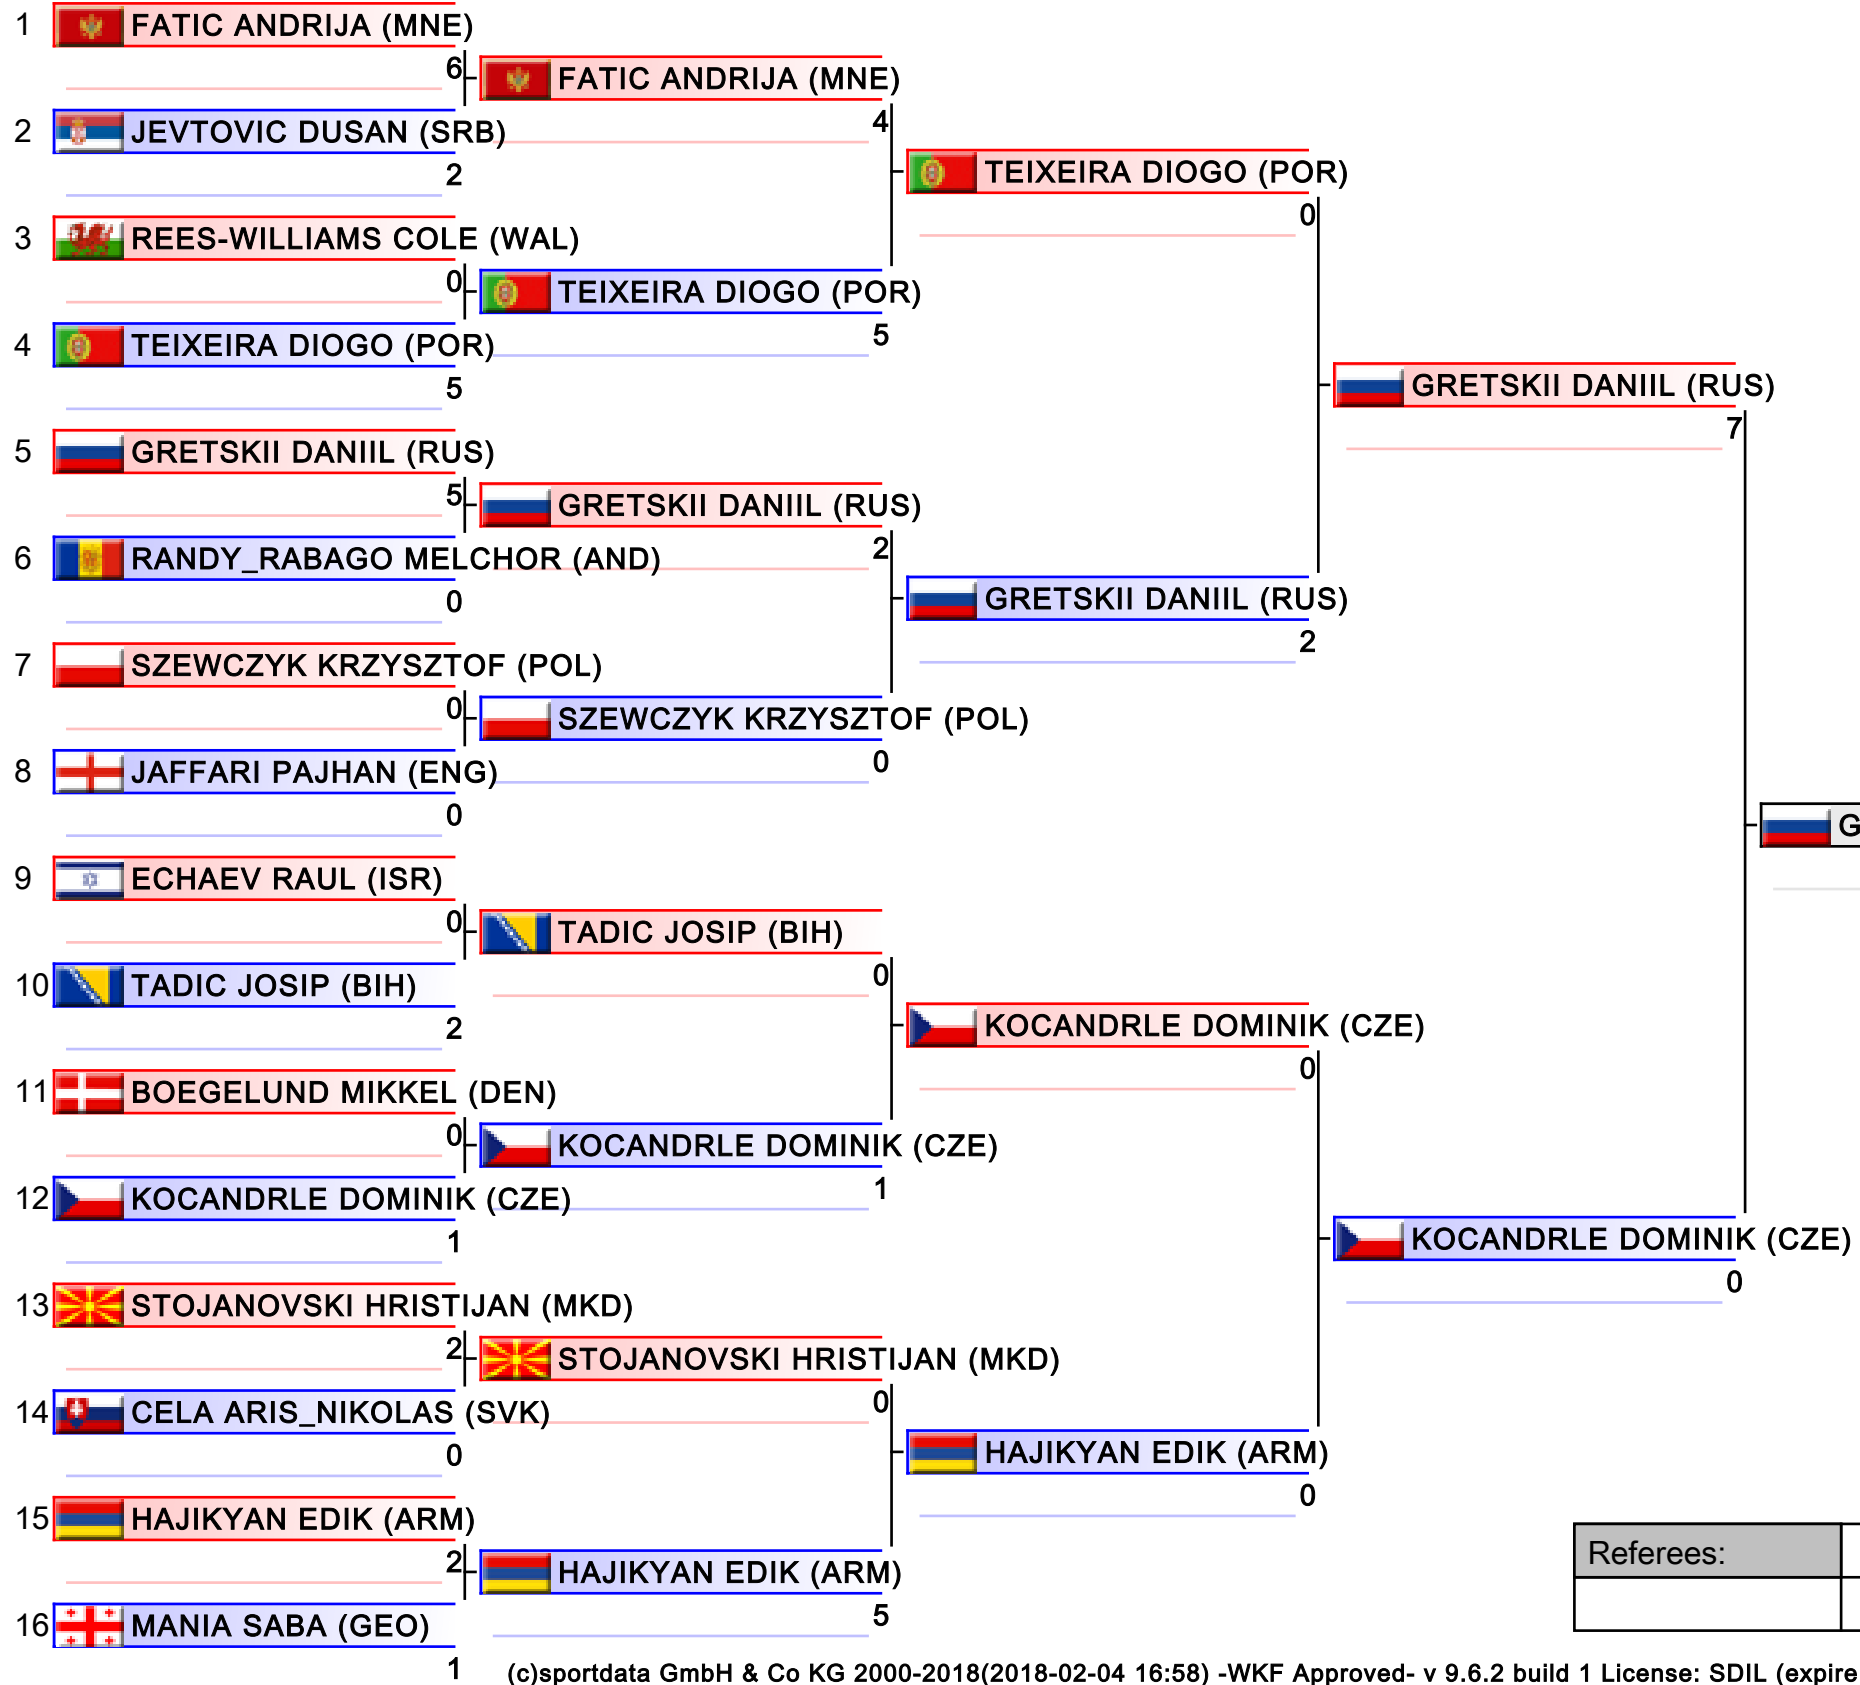 1 FATIC ANDRIJA (MNE)
6
2 JEVTOVIC DUSAN (SRB)
2
3 REES-WILLIAMS COLE (WAL)
0
4 TEIXEIRA DIOGO (POR)
5
5 GRETSKII DANIIL (RUS)
5
6 RANDY_RABAGO MELCHOR (AND)
0
7 SZEWCZYK KRZYSZTOF (POL)
0
8 JAFFARI PAJHAN (ENG)
0
9 ECHAEV RAUL (ISR)
0
10 TADIC JOSIP (BIH)
2
11 BOEGELUND MIKKEL (DEN)
0
12 KOCANDRLE DOMINIK (CZE)
1
13 STOJANOVSKI HRISTIJAN (MKD)
2
14 CELA ARIS_NIKOLAS (SVK)
0
15 HAJIKYAN EDIK (ARM)
2
16 MANIA SABA (GEO)
1
FATIC ANDRIJA (MNE)
4
TEIXEIRA DIOGO (POR)
5
GRETSKII DANIIL (RUS)
2
SZEWCZYK KRZYSZTOF (POL)
0
TADIC JOSIP (BIH)
0
KOCANDRLE DOMINIK (CZE)
1
STOJANOVSKI HRISTIJAN (MKD)
0
HAJIKYAN EDIK (ARM)
5
TEIXEIRA DIOGO (POR)
0
GRETSKII DANIIL (RUS)
2
KOCANDRLE DOMINIK (CZE)
0
HAJIKYAN EDIK (ARM)
0
GRETSKII DANIIL (RUS)
7
KOCANDRLE DOMINIK (CZE)
0
G
Referees:
(c)sportdata GmbH & Co KG 2000-2018(2018-02-04 16:58) -WKF Approved- v 9.6.2 build 1 License: SDIL (expire